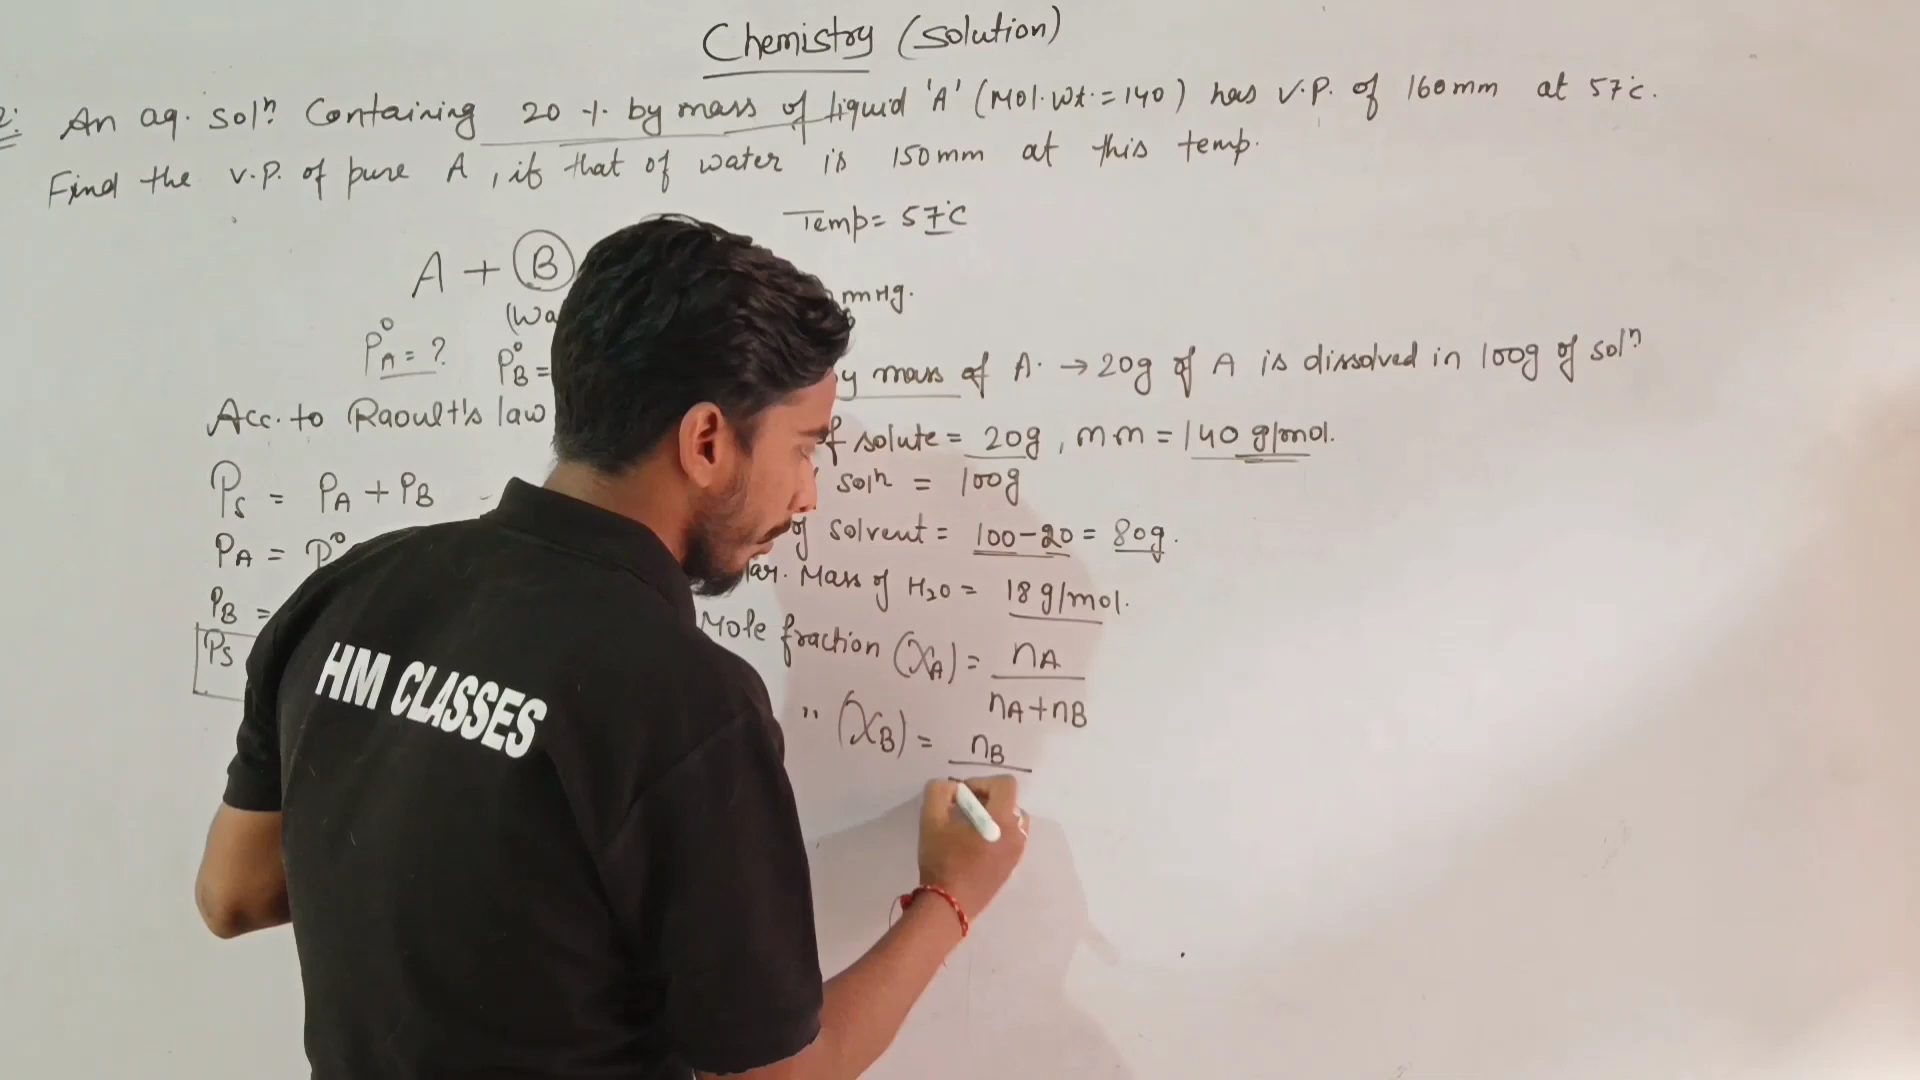 Chemistry (solution)
An aq. solⁿ. Containing 20 % by mass of liquid 'A' (Mol. Wt. = 140) has v.p. of 160mm at 57°c.
Find the v.p. of pure A, if that of water is 150mm at this temp.
Temp = 57°C
A + B
P°A = ? P°B =
mHg.
mass of A. → 20g of A is dissolved in 100g of solⁿ
Acc. to Raoult's law
solute = 20g, mm = 140 g/mol.
Ps = PA + PB
solⁿ = 100g
PA = P°
of solvent = 100-20 = 80g.
PB =
Mass of H2O = 18 g/mol.
Ps
Mole fraction (XA) = nA / nA+nB
" (XB) = nB
HM CLASSES